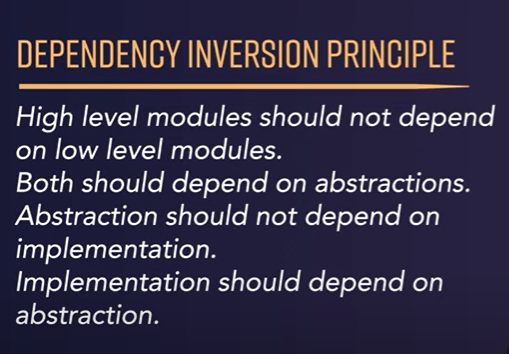 DEPENDENCY INVERSION PRINCIPLE
High level modules should not depend
on low level modules.
Both should depend on abstractions.
Abstraction should not depend on
implementation.
Implementation should depend on
abstraction.